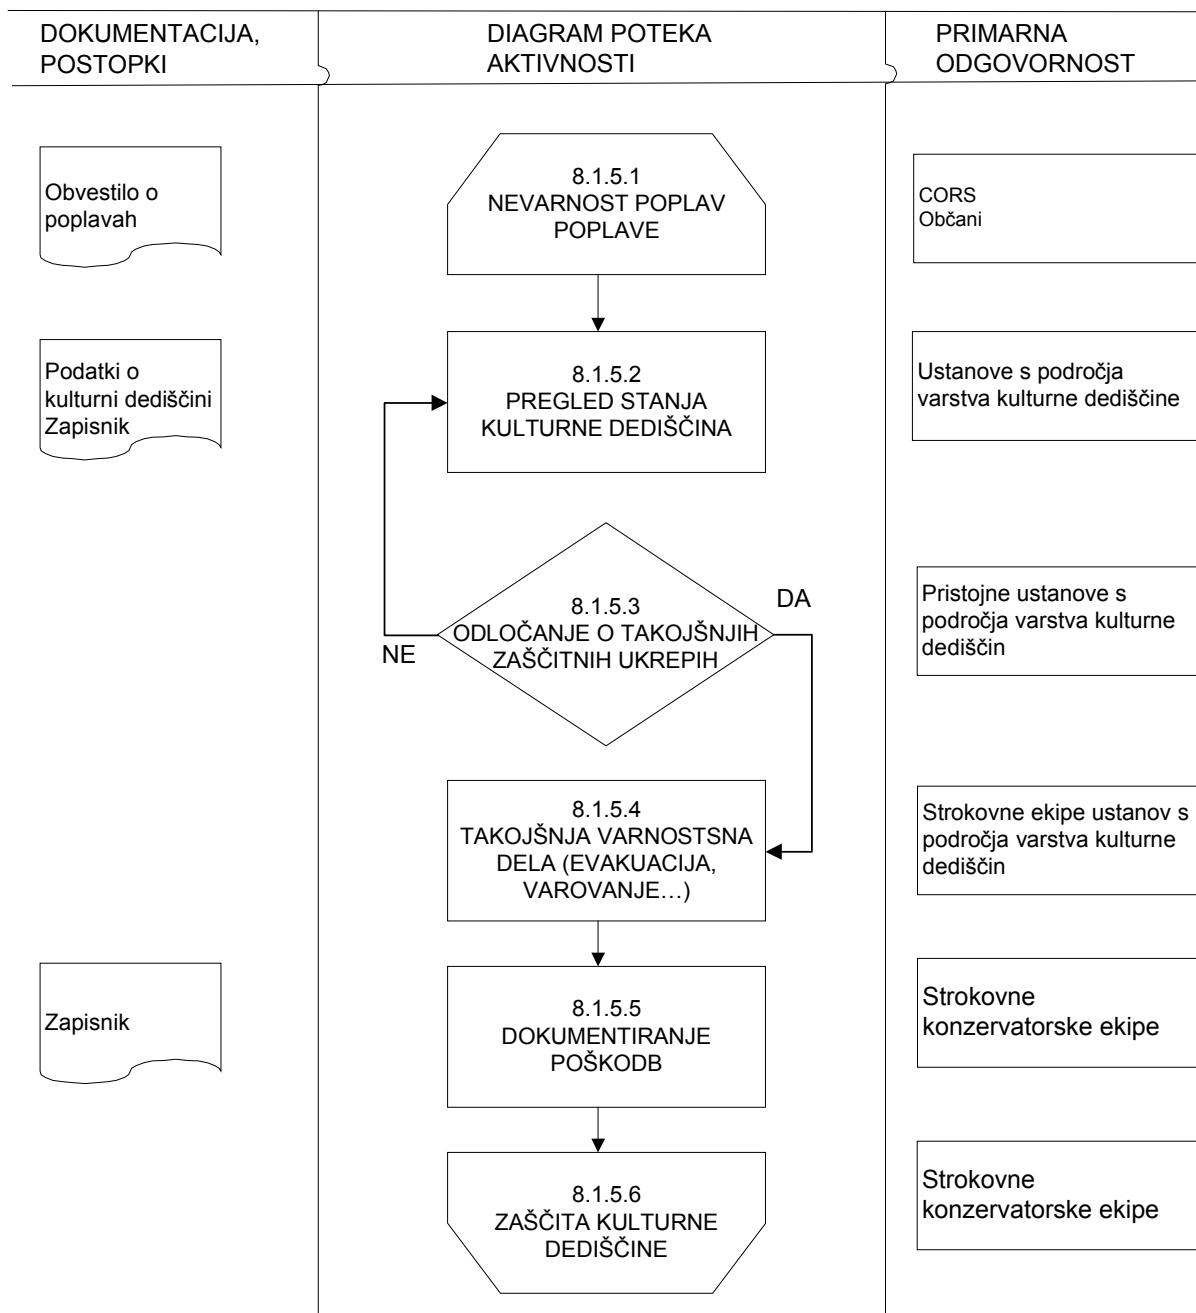 DOKUMENTACIJA,
POSTOPKI
DIAGRAM POTEKA
AKTIVNOSTI
PRIMARNA
ODGOVORNOST
Obvestilo o
poplavah
8.1.5.1
NEVARNOST POPLAV
POPLAVE
CORS
Občani
Podatki o
kulturni dediščini
Zapisnik
8.1.5.2
PREGLED STANJA
KULTURNE DEDIŠČINA
Ustanove s področja
varstva kulturne dediščine
8.1.5.3
ODLOČANJE O TAKOJŠNJIH
ZAŠČITNIH UKREPIH
NE
DA
Pristojne ustanove s
področja varstva kulturne
dediščin
8.1.5.4
TAKOJŠNJA VARNOSTSNA
DELA (EVAKUACIJA,
VAROVANJE…)
Strokovne ekipe ustanov s
področja varstva kulturne
dediščin
Zapisnik
8.1.5.5
DOKUMENTIRANJE
POŠKODB
Strokovne
konzervatorske ekipe
8.1.5.6
ZAŠČITA KULTURNE
DEDIŠČINE
Strokovne
konzervatorske ekipe